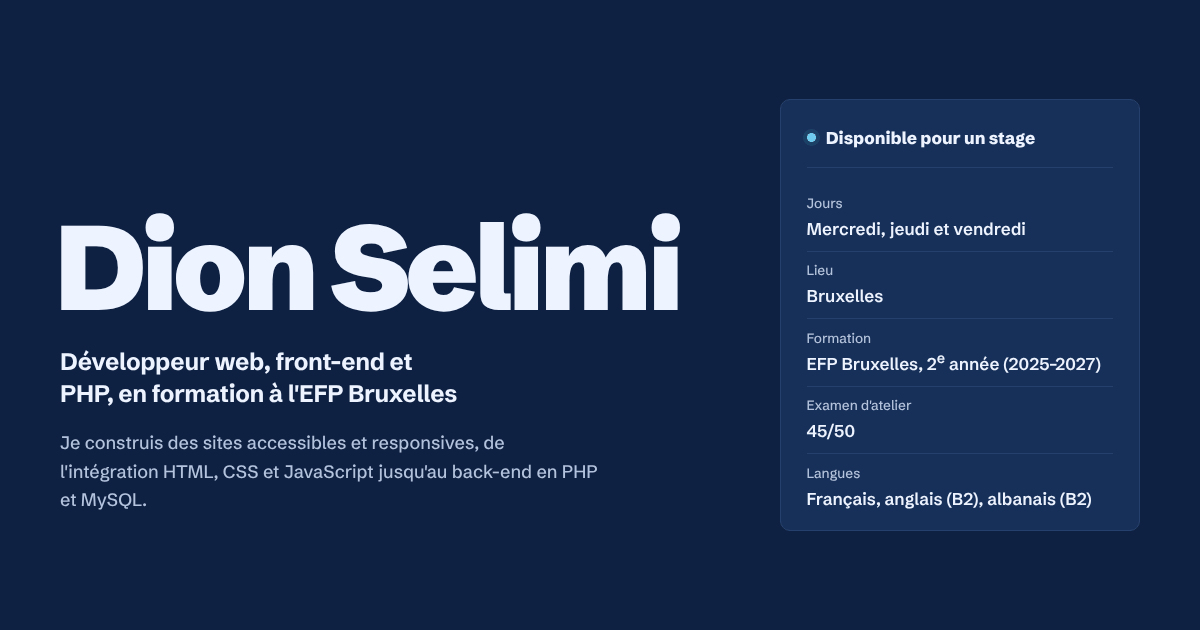 Dion Selimi
Développeur web, front-end et
PHP, en formation à l'EFP Bruxelles
Je construis des sites accessibles et responsives, de
l'intégration HTML, CSS et JavaScript jusqu'au back-end en PHP
et MySQL.
Disponible pour un stage
Jours
Mercredi, jeudi et vendredi
Lieu
Bruxelles
Formation
EFP Bruxelles, 2e année (2025-2027)
Examen d'atelier
45/50
Langues
Français, anglais (B2), albanais (B2)